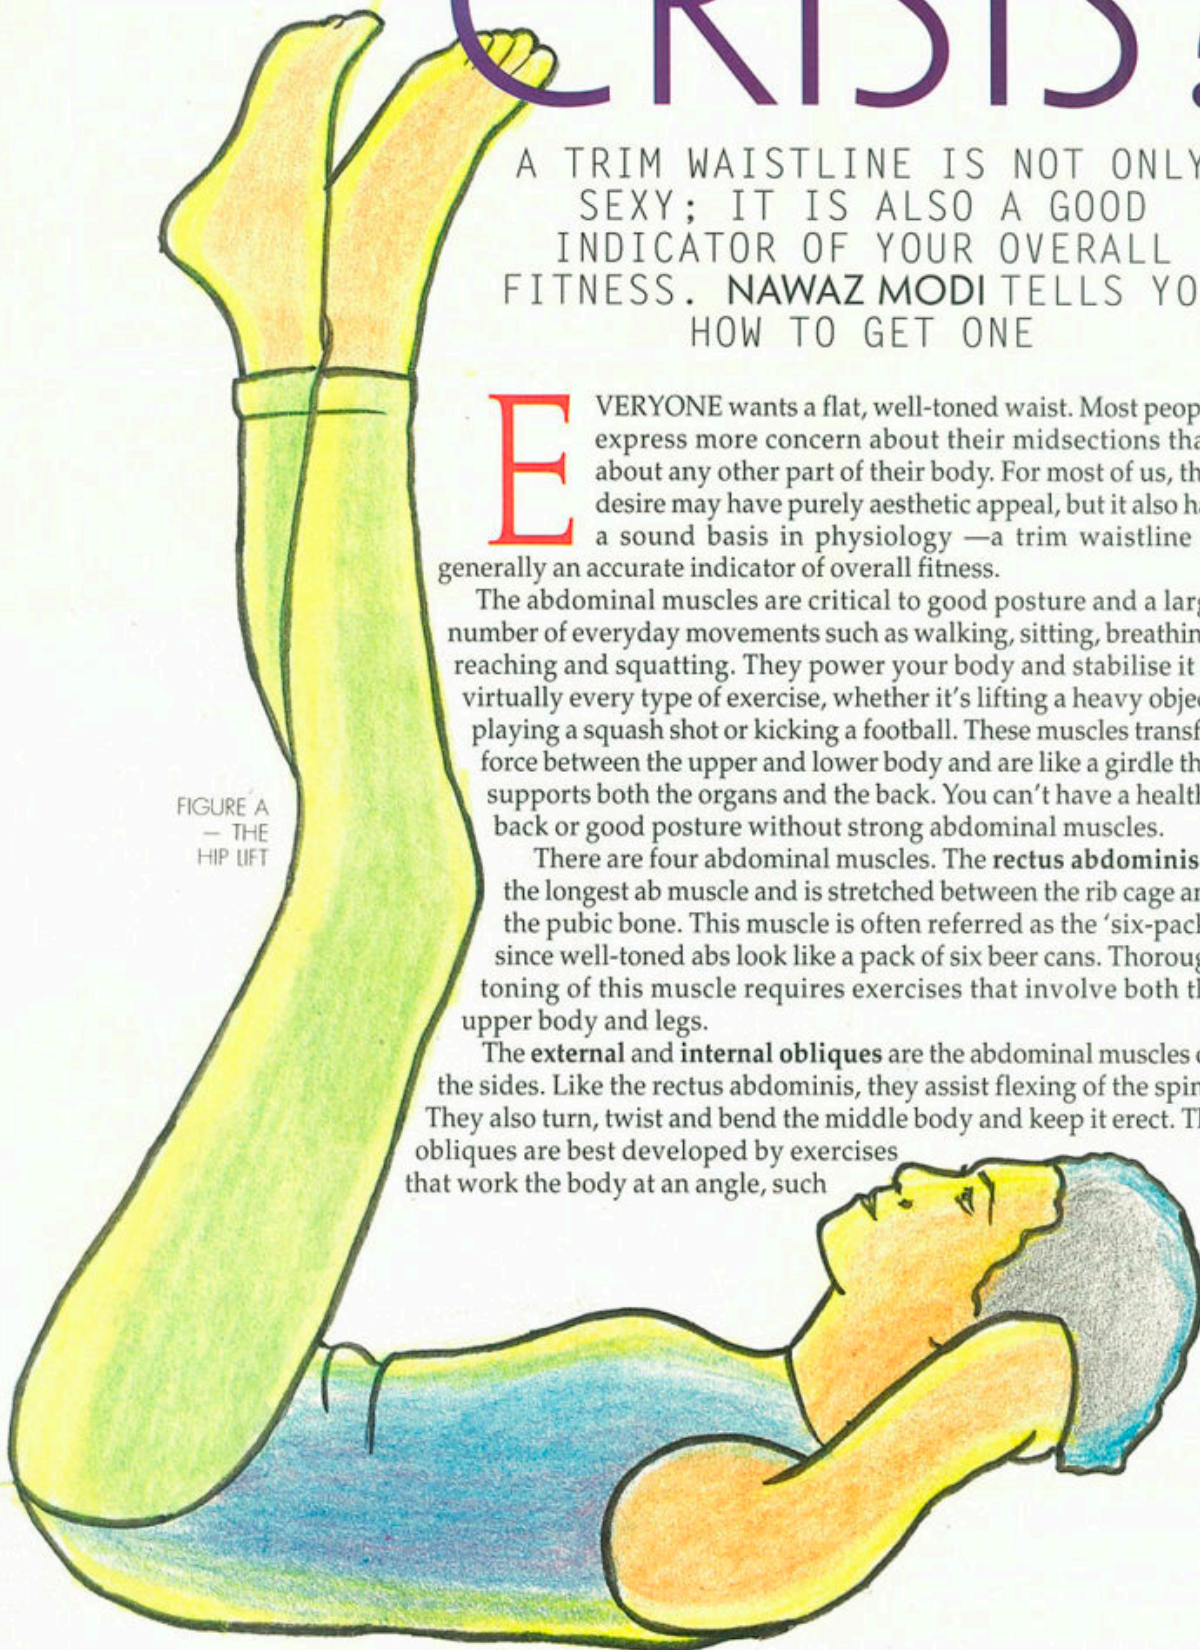 CRISIS?
A TRIM WAISTLINE IS NOT ONLY
SEXY; IT IS ALSO A GOOD
INDICATOR OF YOUR OVERALL
FITNESS. NAWAZ MODI TELLS YO
HOW TO GET ONE
EVERYONE wants a flat, well-toned waist. Most peop
express more concern about their midsections tha
about any other part of their body. For most of us, th
desire may have purely aesthetic appeal, but it also ha
a sound basis in physiology —a trim waistline
generally an accurate indicator of overall fitness.
The abdominal muscles are critical to good posture and a larg
number of everyday movements such as walking, sitting, breathin
reaching and squatting. They power your body and stabilise it
virtually every type of exercise, whether it's lifting a heavy objec
playing a squash shot or kicking a football. These muscles transf
force between the upper and lower body and are like a girdle th
supports both the organs and the back. You can't have a health
back or good posture without strong abdominal muscles.
There are four abdominal muscles. The rectus abdominis
the longest ab muscle and is stretched between the rib cage an
the pubic bone. This muscle is often referred as the 'six-pack
since well-toned abs look like a pack of six beer cans. Thoroug
toning of this muscle requires exercises that involve both th
upper body and legs.
The external and internal obliques are the abdominal muscles o
the sides. Like the rectus abdominis, they assist flexing of the spin
They also turn, twist and bend the middle body and keep it erect. Th
obliques are best developed by exercises
that work the body at an angle, such
FIGURE A
— THE
HIP LIFT